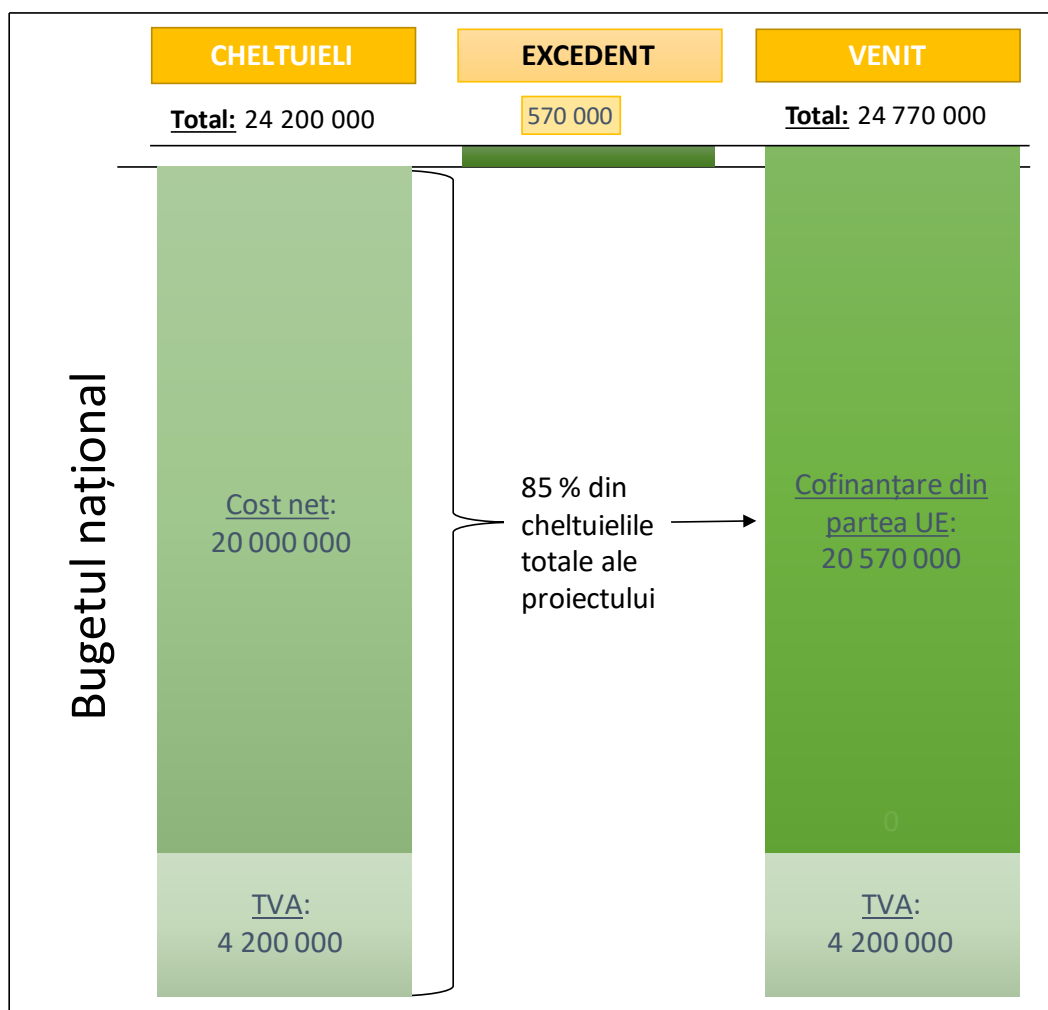 CHELTUIELI
EXCEDENT
VENIT
Total: 24 200 000
570 000
Total: 24 770 000
Bugetul național
Cost net:
20 000 000
85 % din
cheltuielile
totale ale
proiectului
Cofinanțare din
partea UE:
20 570 000
0
TVA:
4 200 000
TVA:
4 200 000